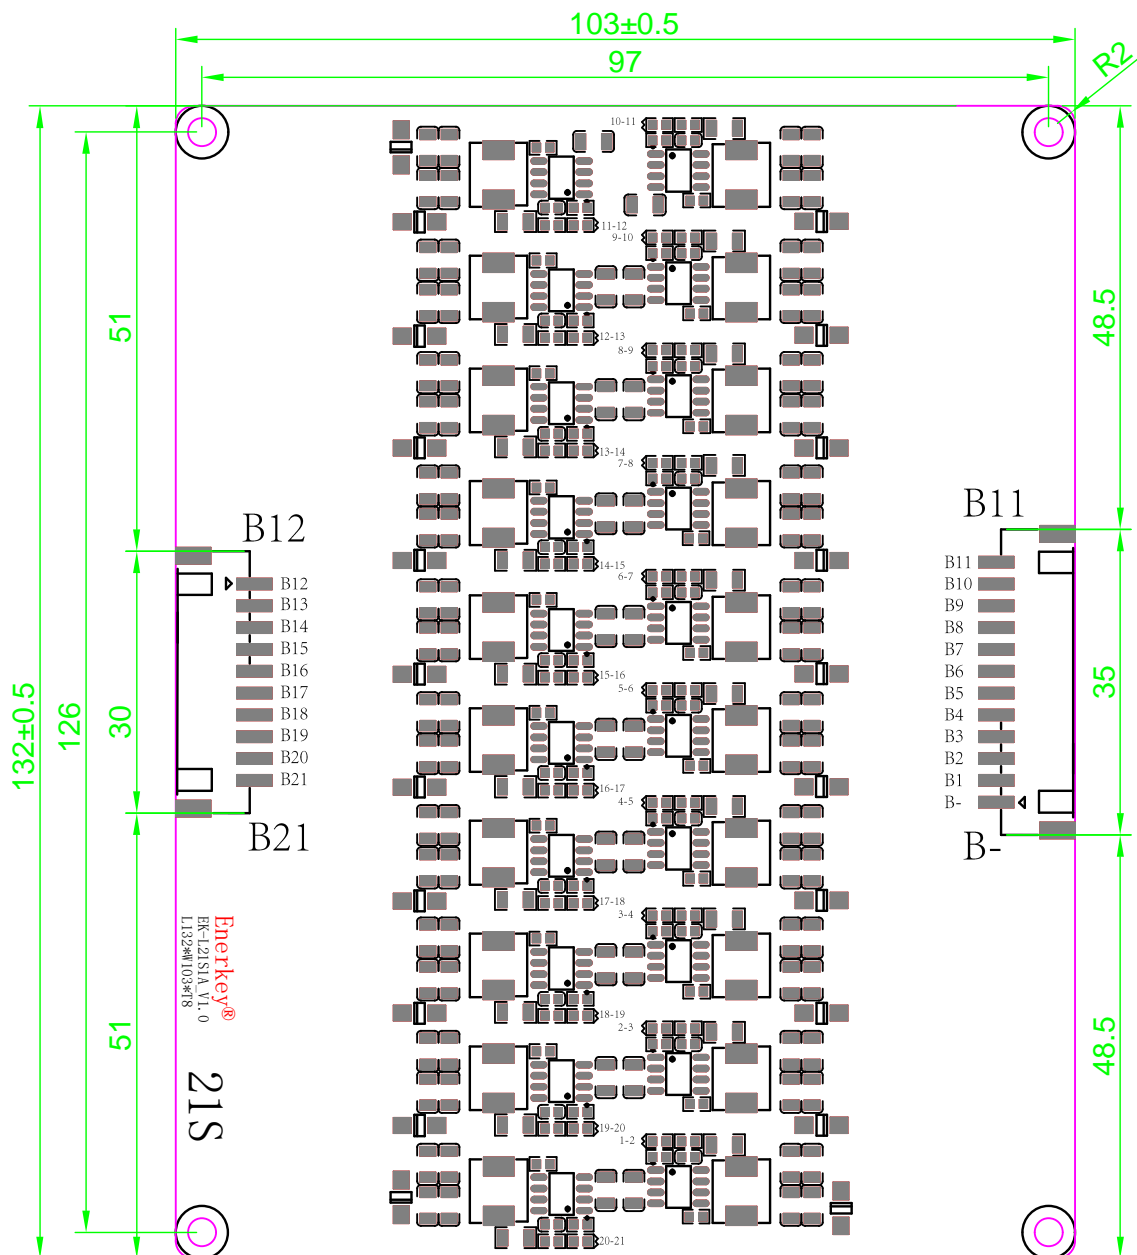 103±0.5
97
R2
10-11
11-12
9-10
51
48.5
12-13
8-9
13-14
7-8
B12
B11
14-15
6-7
B12
B13
B14
B15
B16
B17
B18
B19
B20
B21
B11
B10
B9
B8
B7
B6
B5
B4
B3
B2
B1
B-
132±0.5
126
30
35
15-16
5-6
16-17
4-5
B21
B-
17-18
3-4
Enerkey®
EK-L21S1A_V1.0
L132*W103*T8
18-19
2-3
51
48.5
21S
19-20
1-2
20-21